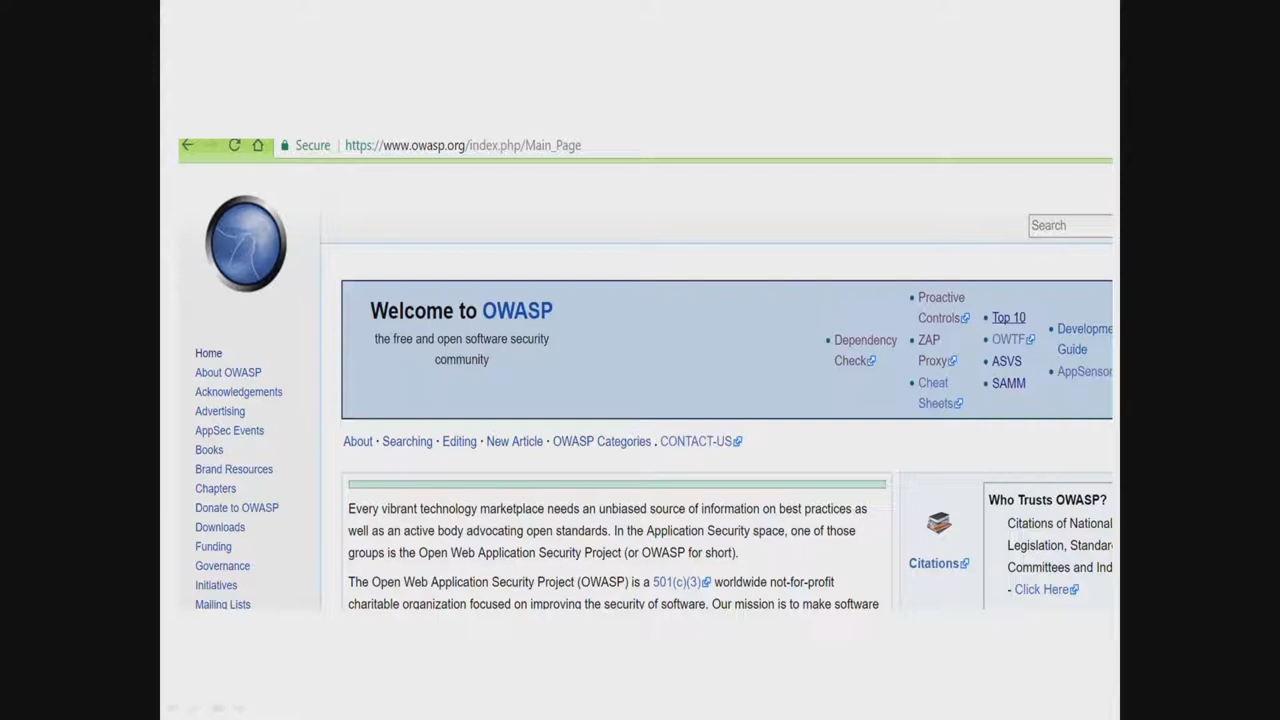 Secure | https://www.owasp.org/index.php/Main_Page
Search
Welcome to OWASP
the free and open software security
community
Dependency
Check
Proactive
Controls
ZAP
Proxy
Cheat
Sheets
Top 10
OWTF
ASVS
SAMM
Developme
Guide
AppSensor
Home
About OWASP
Acknowledgements
Advertising
AppSec Events
Books
Brand Resources
Chapters
Donate to OWASP
Downloads
Funding
Governance
Initiatives
Mailing Lists
About · Searching · Editing · New Article · OWASP Categories . CONTACT-US
Every vibrant technology marketplace needs an unbiased source of information on best practices as
well as an active body advocating open standards. In the Application Security space, one of those
groups is the Open Web Application Security Project (or OWASP for short).
The Open Web Application Security Project (OWASP) is a 501(c)(3) worldwide not-for-profit
charitable organization focused on improving the security of software. Our mission is to make software
Citations
Who Trusts OWASP?
Citations of National
Legislation, Standard
Committees and Ind
- Click Here